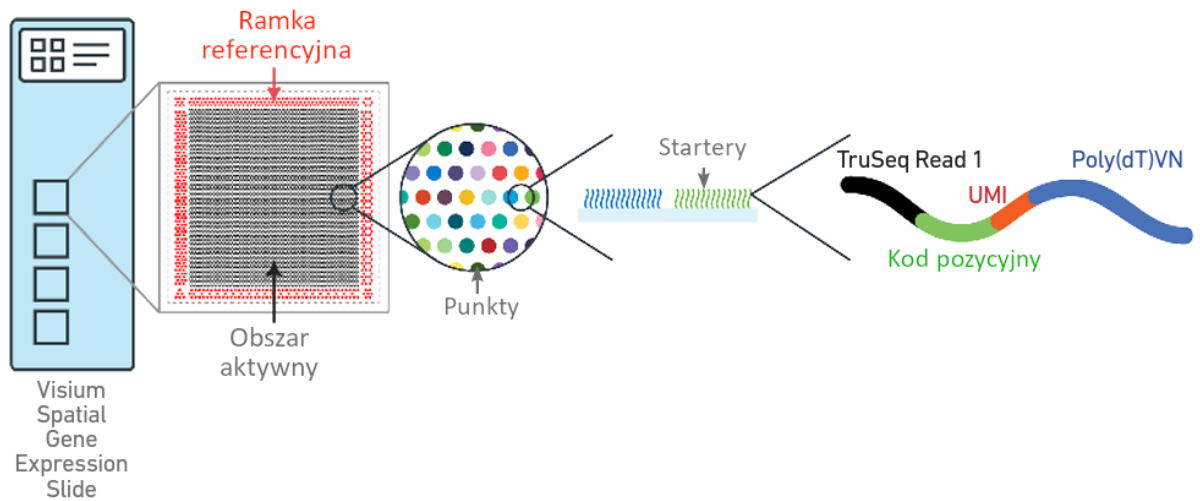 Ramka
referencyjna
Startery
TruSeq Read 1
Poly(dT)VN
UMI
Kod pozycyjny
Punkty
Obszar
aktywny
Visium
Spatial
Gene
Expression
Slide